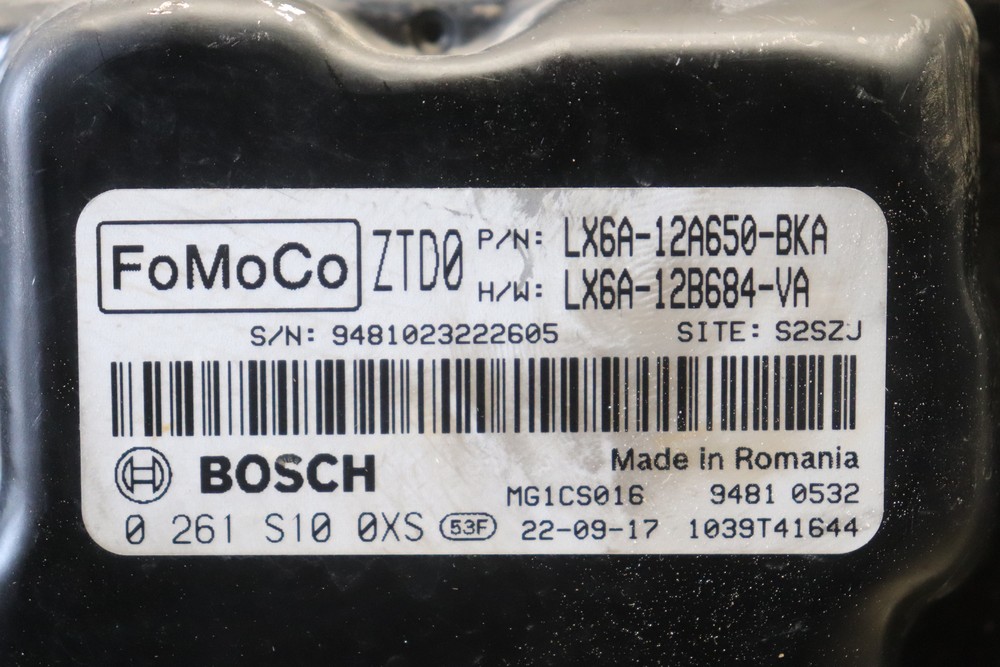 FoMoCo ZTD0 P/N: LX6A-12A650-BKA
H/W: LX6A-12B684-VA
S/N: 9481023222605 SITE: S2SZJ
BOSCH Made in Romania
MG1CS016 9481 0532
0 261 S10 0XS 53F 22-09-17 1039T41644